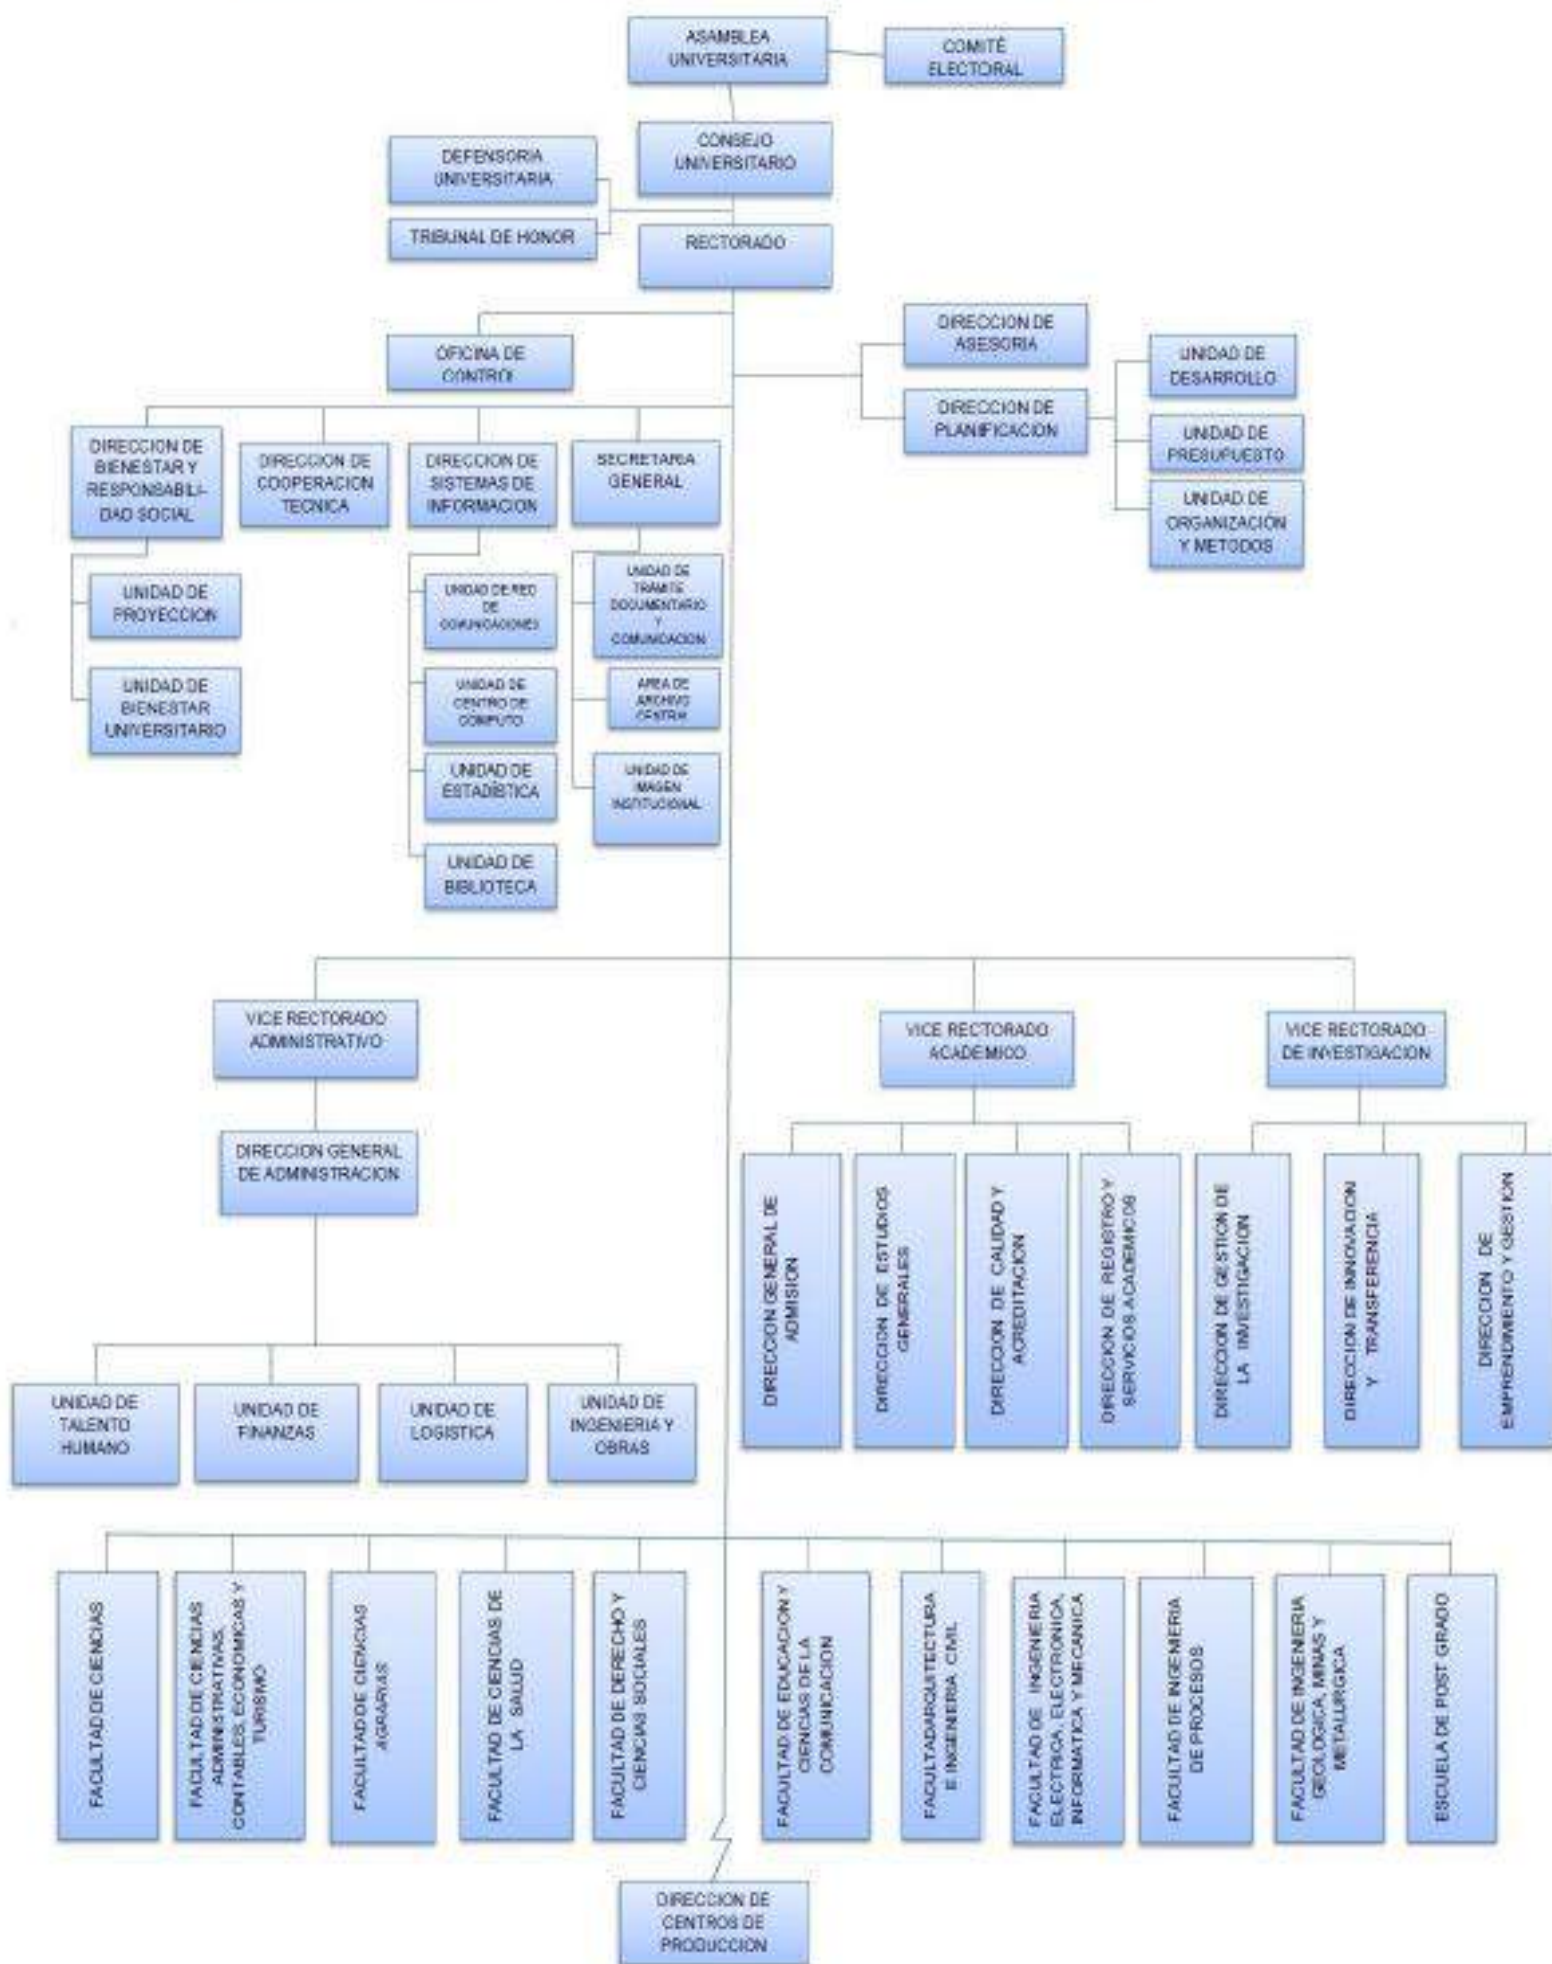 ASAMBLEA
UNIVERSITARIA
COMITÉ
ELECTORAL
CONSEJO
UNIVERSITARIO
DEFENSORIA
UNIVERSITARIA
TRIBUNAL DE HONOR
RECTORADO
OFICINA DE
CONTROL
DIRECCION DE
ASESORIA
DIRECCION DE
PLANIFICACION
UNIDAD DE
DESARROLLO
UNIDAD DE
PRESUPUESTO
UNIDAD DE
ORGANIZACIÓN
Y METODOS
DIRECCION DE
BIENESTAR Y
RESPONSABILI-
DAD SOCIAL
DIRECCION DE
COOPERACION
TECNICA
DIRECCION DE
SISTEMAS DE
INFORMACION
SECRETARIA
GENERAL
UNIDAD DE
PROYECCION
UNIDAD DE
BIENESTAR
UNIVERSITARIO
UNIDAD DE RED
DE
COMUNICACIONES
UNIDAD DE
CENTRO DE
COMPUTO
UNIDAD DE
ESTADÍSTICA
UNIDAD DE
BIBLIOTECA
UNIDAD DE
TRÁMITE
DOCUMENTARIO
Y
COMUNICACION
AREA DE
ARCHIVO
CENTRAL
UNIDAD DE
IMAGEN
INSTITUCIONAL
VICE RECTORADO
ADMINISTRATIVO
VICE RECTORADO
ACADEMICO
VICE RECTORADO
DE INVESTIGACION
DIRECCION GENERAL
DE ADMINISTRACION
DIRECCION GENERAL DE
ADMISION
DIRECCION DE ESTUDIOS
GENERALES
DIRECCION DE CALIDAD Y
ACREDITACION
DIRECCION DE REGISTRO Y
SERVICIOS ACADEMICOS
DIRECCION DE GESTION DE
LA INVESTIGACION
DIRECCION DE INNOVACION
Y TRANSFERENCIA
DIRECCION DE
EMPRENDIMIENTO Y GESTION
UNIDAD DE
TALENTO
HUMANO
UNIDAD DE
FINANZAS
UNIDAD DE
LOGISTICA
UNIDAD DE
INGENIERIA Y
OBRAS
FACULTAD DE CIENCIAS
FACULTAD DE CIENCIAS
ADMINISTRATIVAS,
CONTABLES, ECONOMICAS Y
TURISMO
FACULTAD DE CIENCIAS
AGRARIAS
FACULTAD DE CIENCIAS DE
LA SALUD
FACULTAD DE DERECHO Y
CIENCIAS SOCIALES
FACULTAD DE EDUCACION Y
CIENCIAS DE LA
COMUNICACION
FACULTADARQUITECTURA
E INGENIERIA CIVIL
FACULTAD DE INGENIERIA
ELECTRICA, ELECTRONICA,
INFORMATICA Y MECANICA
FACULTAD DE INGENIERIA
DE PROCESOS
FACULTAD DE INGENIERIA
GEOLOGICA, MINAS Y
METALURGICA
ESCUELA DE POST GRADO
DIRECCION DE
CENTROS DE
PRODUCCION